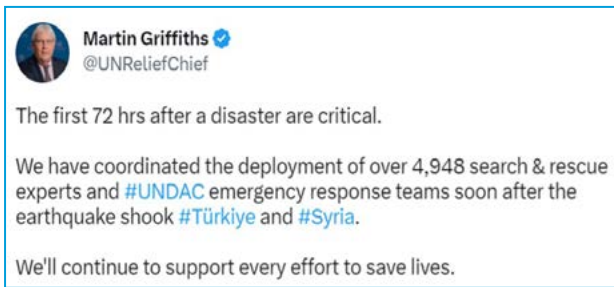 Martin Griffiths
@UNReliefChief
The first 72 hrs after a disaster are critical.
We have coordinated the deployment of over 4,948 search & rescue
experts and #UNDAC emergency response teams soon after the
earthquake shook #Türkiye and #Syria.
We'll continue to support every effort to save lives.